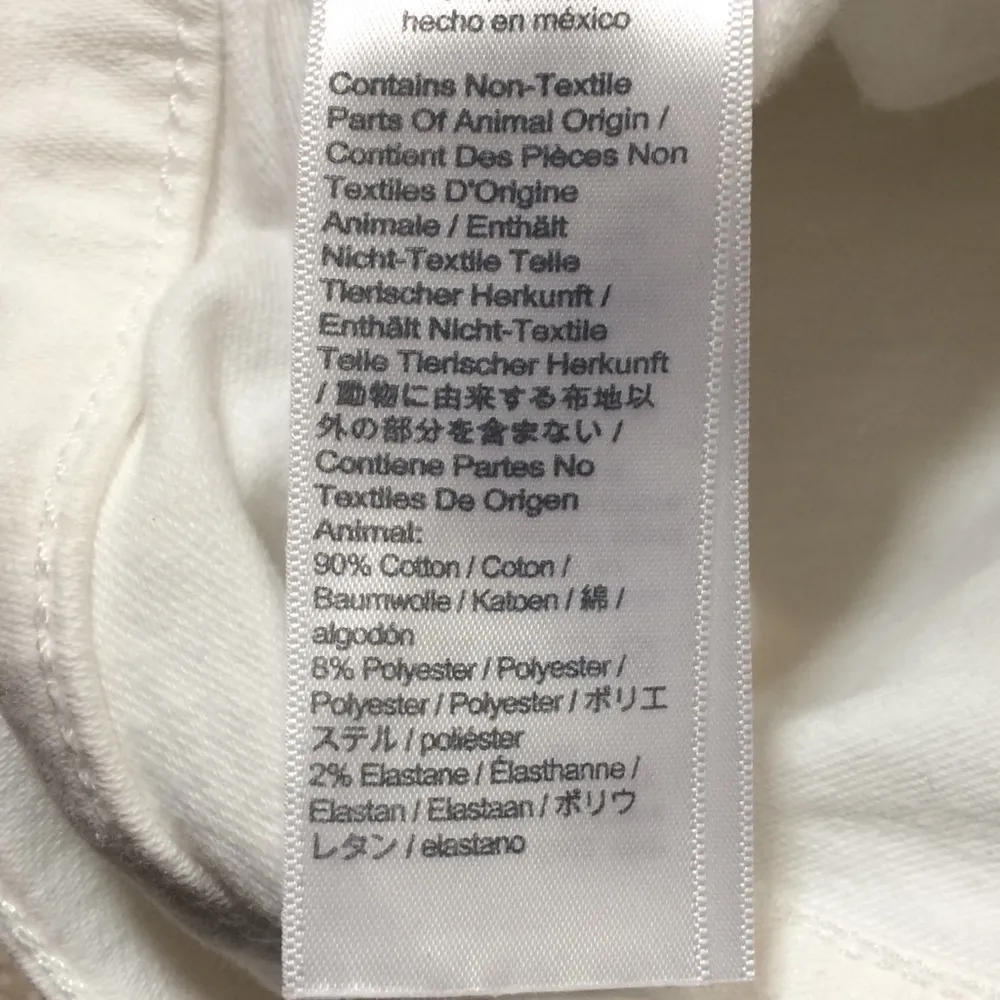 hecho en méxico
Contains Non-Textile
Parts Of Animal Origin /
Contient Des Pièces Non
Textiles D'Origine
Animale / Enthält
Nicht-Textile Teile
Tierischer Herkunft /
Enthält Nicht-Textile
Teile Tierischer Herkunft
/ 動物に由来する布地以
外の部分を含まない /
Contiene Partes No
Textiles De Origen
Animal:
90% Cotton / Coton /
Baumwolle / Katoen / 綿 /
algodón
8% Polyester / Polyester /
Polyester / Polyester / ポリエ
ステル / poliéster
2% Elastane / Élasthanne /
Elastan / Elastaan / ポリウ
レタン / elastano